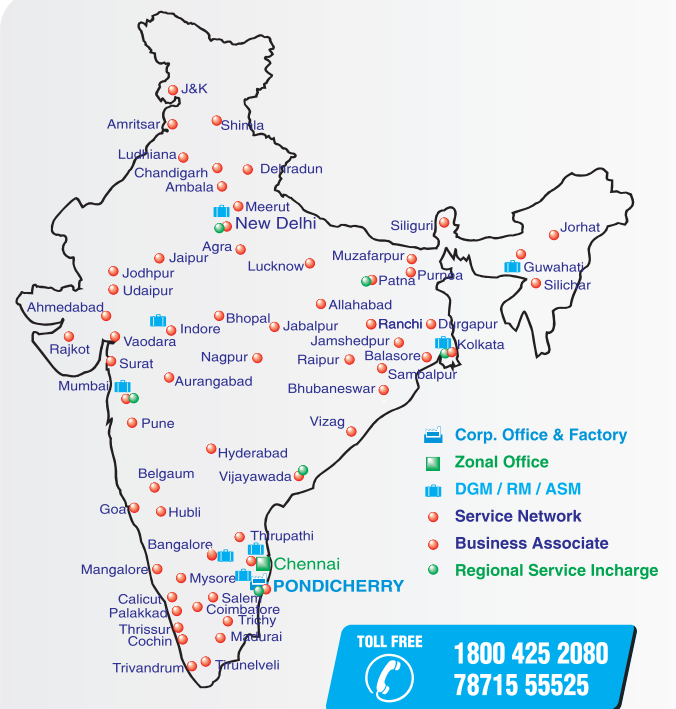 J&K
Amritsar
Shimla
Ludhiana
Chandigarh
Dehradun
Ambala
Meerut
New Delhi
Siliguri
Jorhat
Agra
Jaipur
Lucknow
Muzafarpur
Guwahati
Jodhpur
Patna
Purnea
Silichar
Udaipur
Ahmedabad
Allahabad
Bhopal
Indore
Jabalpur
Ranchi
Durgapur
Rajkot
Vaodara
Jamshedpur
Kolkata
Surat
Nagpur
Raipur
Balasore
Mumbai
Aurangabad
Sambalpur
Bhubaneswar
Pune
Vizag
Hyderabad
Belgaum
Vijayawada
Goa
Hubli
Thirupathi
Bangalore
Chennai
Mangalore
Mysore
PONDICHERRY
Calicut
Salem
Palakkad
Coimbatore
Trichy
Thrissur
Cochin
Madurai
Trivandrum
Tirunelveli
Corp. Office & Factory
Zonal Office
DGM / RM / ASM
Service Network
Business Associate
Regional Service Incharge
TOLL FREE
1800 425 2080
78715 55525